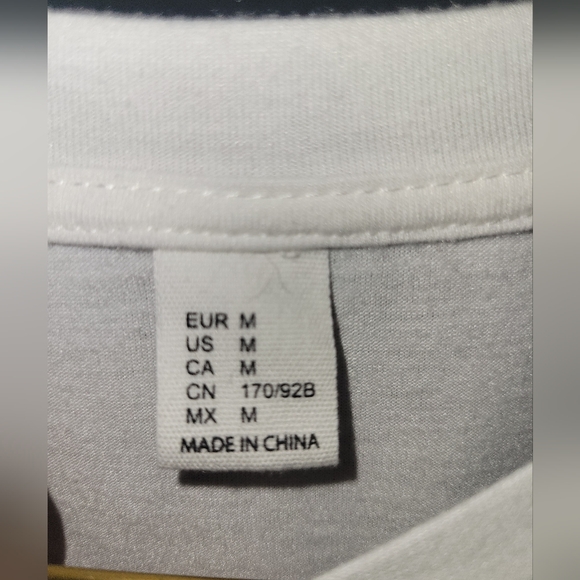 EUR M
US M
CA M
CN 170/92B
MX M
MADE IN CHINA